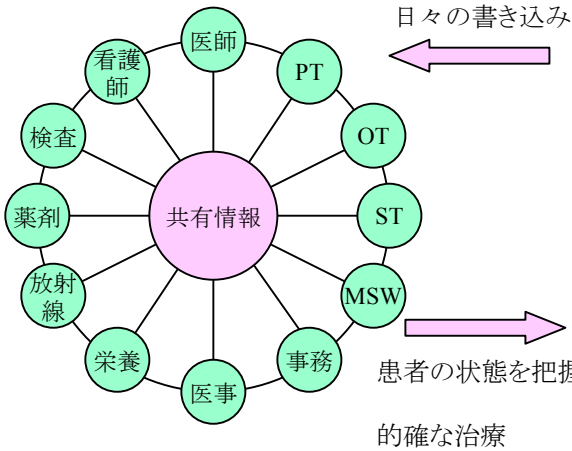 日々の書き込み
医師
看護
師
PT
検査
OT
薬剤
共有情報
ST
放射
線
MSW
栄養
事務
医事
患者の状態を把握
的確な治療